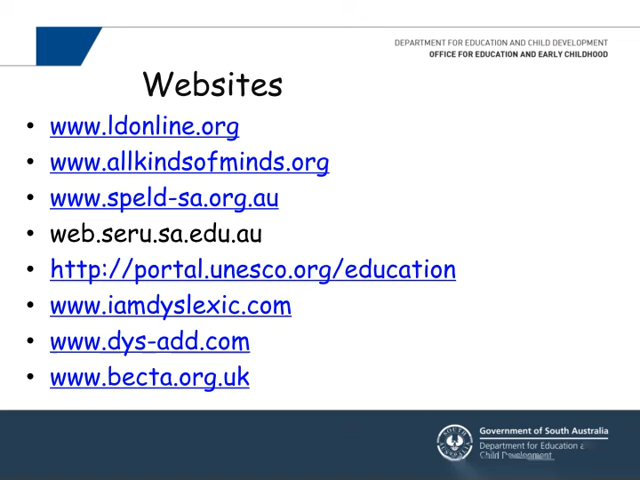 DEPARTMENT FOR EDUCATION AND CHILD DEVELOPMENT
OFFICE FOR EDUCATION AND EARLY CHILDHOOD
Websites
• www.ldonline.org
• www.allkindsofminds.org
• www.speld-sa.org.au
• web.seru.sa.edu.au
• http://portal.unesco.org/education
• www.iamdyslexic.com
• www.dys-add.com
• www.becta.org.uk
Government of South Australia
Department for Education a
Child Development